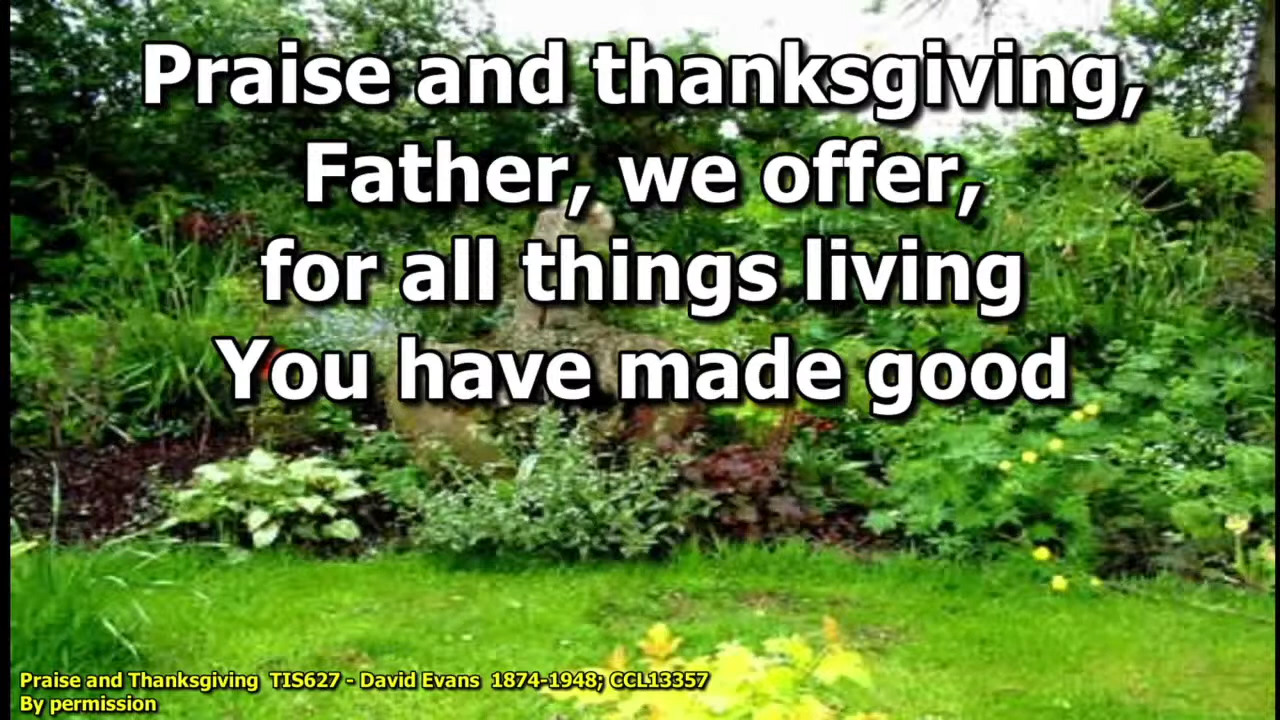 Praise and thanksgiving,
Father, we offer,
for all things living
You have made good
Praise and Thanksgiving TIS627 - David Evans 1874-1948; CCL13357
By permission